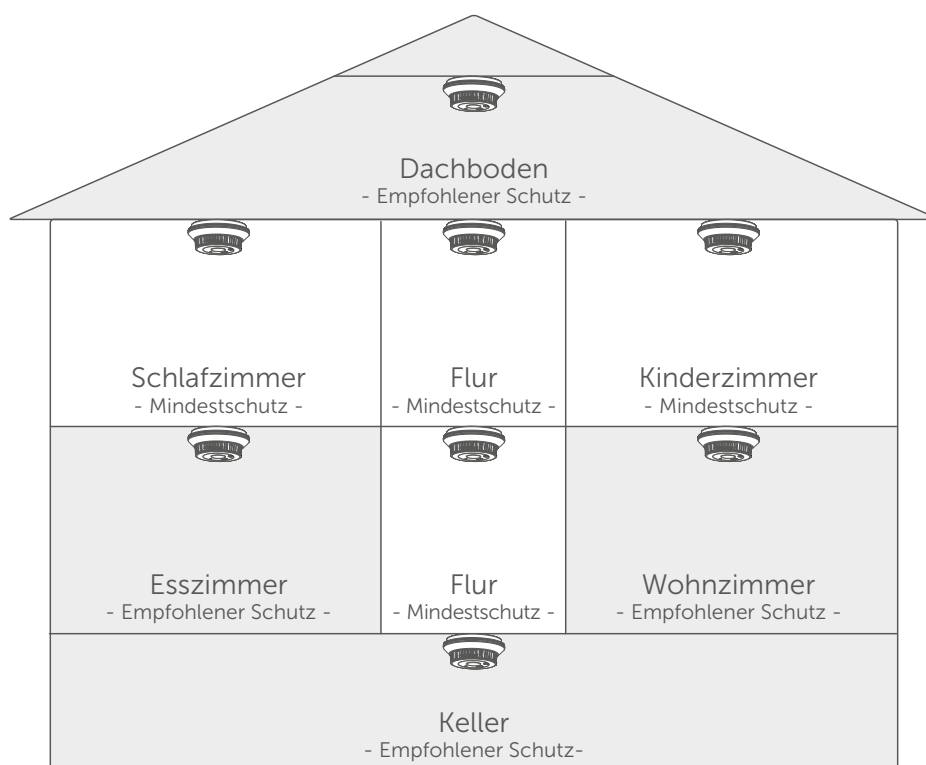 Dachboden
- Empfohlener Schutz -
Schlafzimmer
- Mindestschutz -
Flur
- Mindestschutz -
Kinderzimmer
- Mindestschutz -
Esszimmer
- Empfohlener Schutz -
Flur
- Mindestschutz -
Wohnzimmer
- Empfohlener Schutz -
Keller
- Empfohlener Schutz-